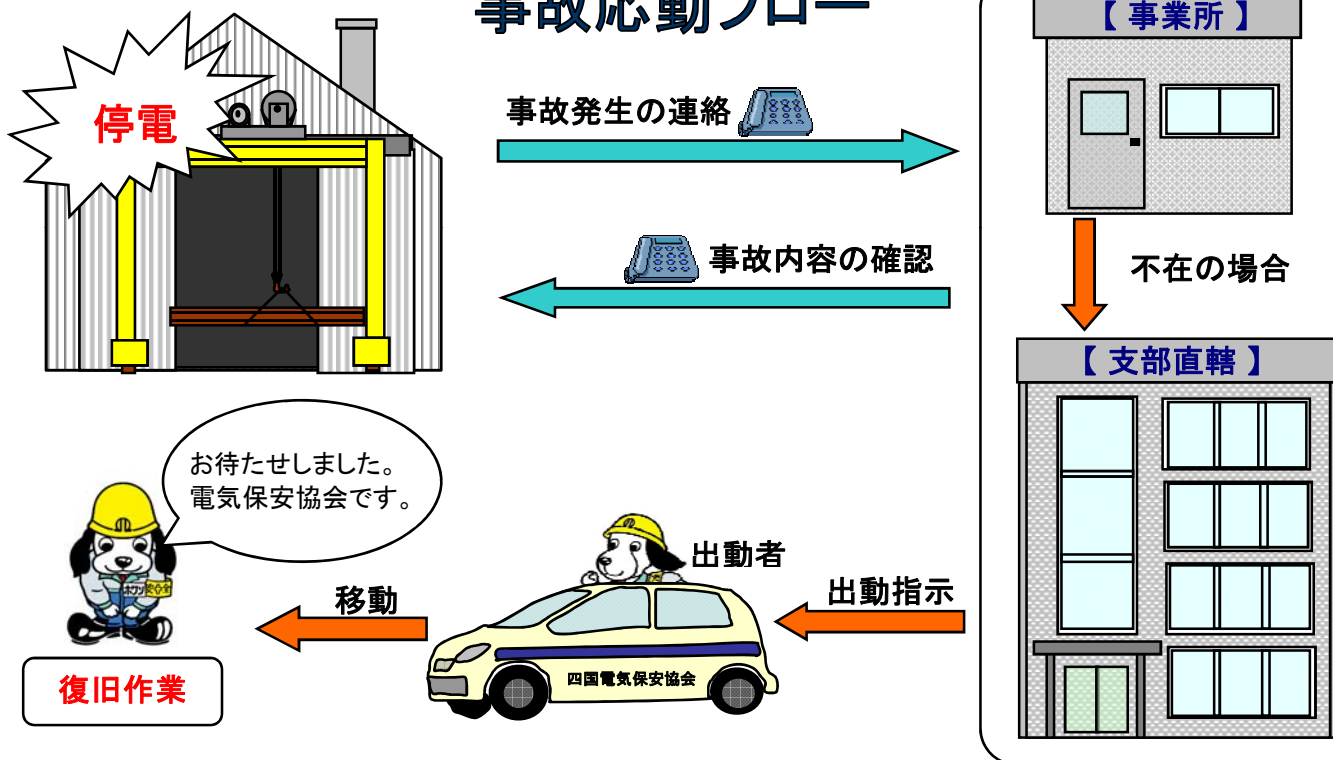 事故応動フロー
【 事業所 】
停電
事故発生の連絡
事故内容の確認
不在の場合
【 支部直轄 】
お待たせしました。
電気保安協会です。
出動者
移動
出動指示
四国電気保安協会
復旧作業